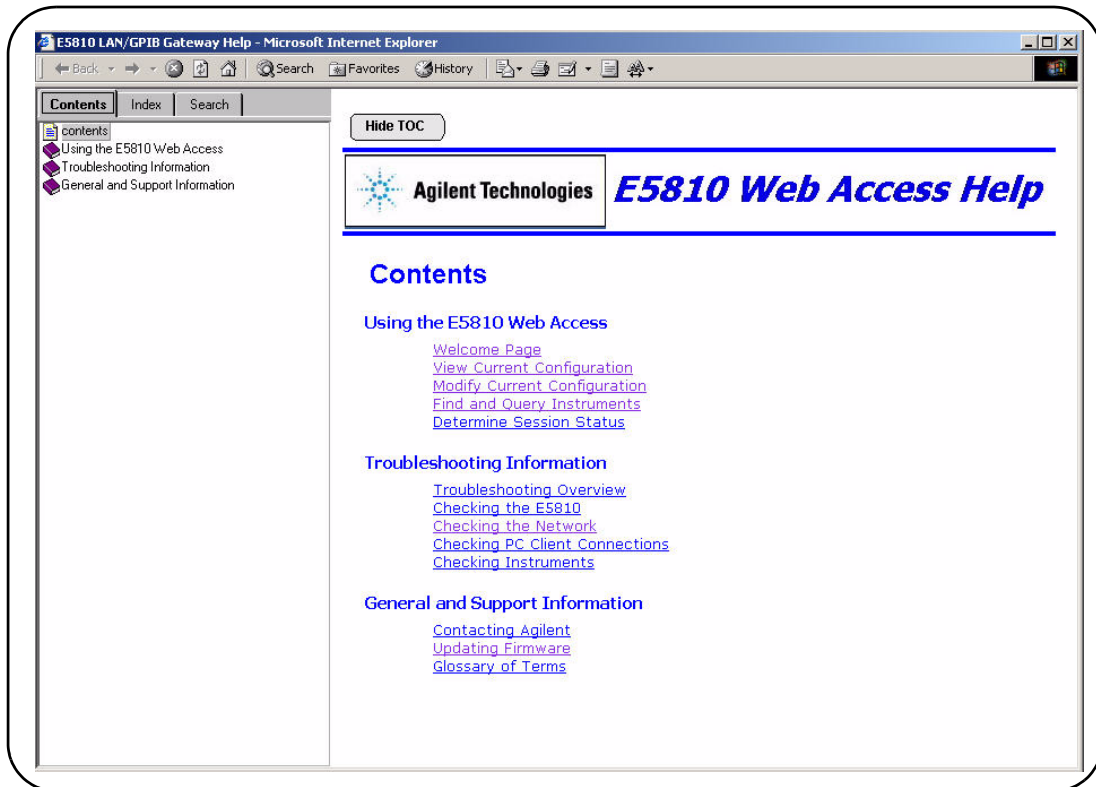 E5810 LAN/GPIB Gateway Help - Microsoft Internet Explorer
Back
Search
Favorites
History
Contents
Index
Search
contents
Using the E5810 Web Access
Troubleshooting Information
General and Support Information
Hide TOC
Agilent Technologies
E5810 Web Access Help
Contents
Using the E5810 Web Access
Welcome Page
View Current Configuration
Modify Current Configuration
Find and Query Instruments
Determine Session Status
Troubleshooting Information
Troubleshooting Overview
Checking the E5810
Checking the Network
Checking PC Client Connections
Checking Instruments
General and Support Information
Contacting Agilent
Updating Firmware
Glossary of Terms